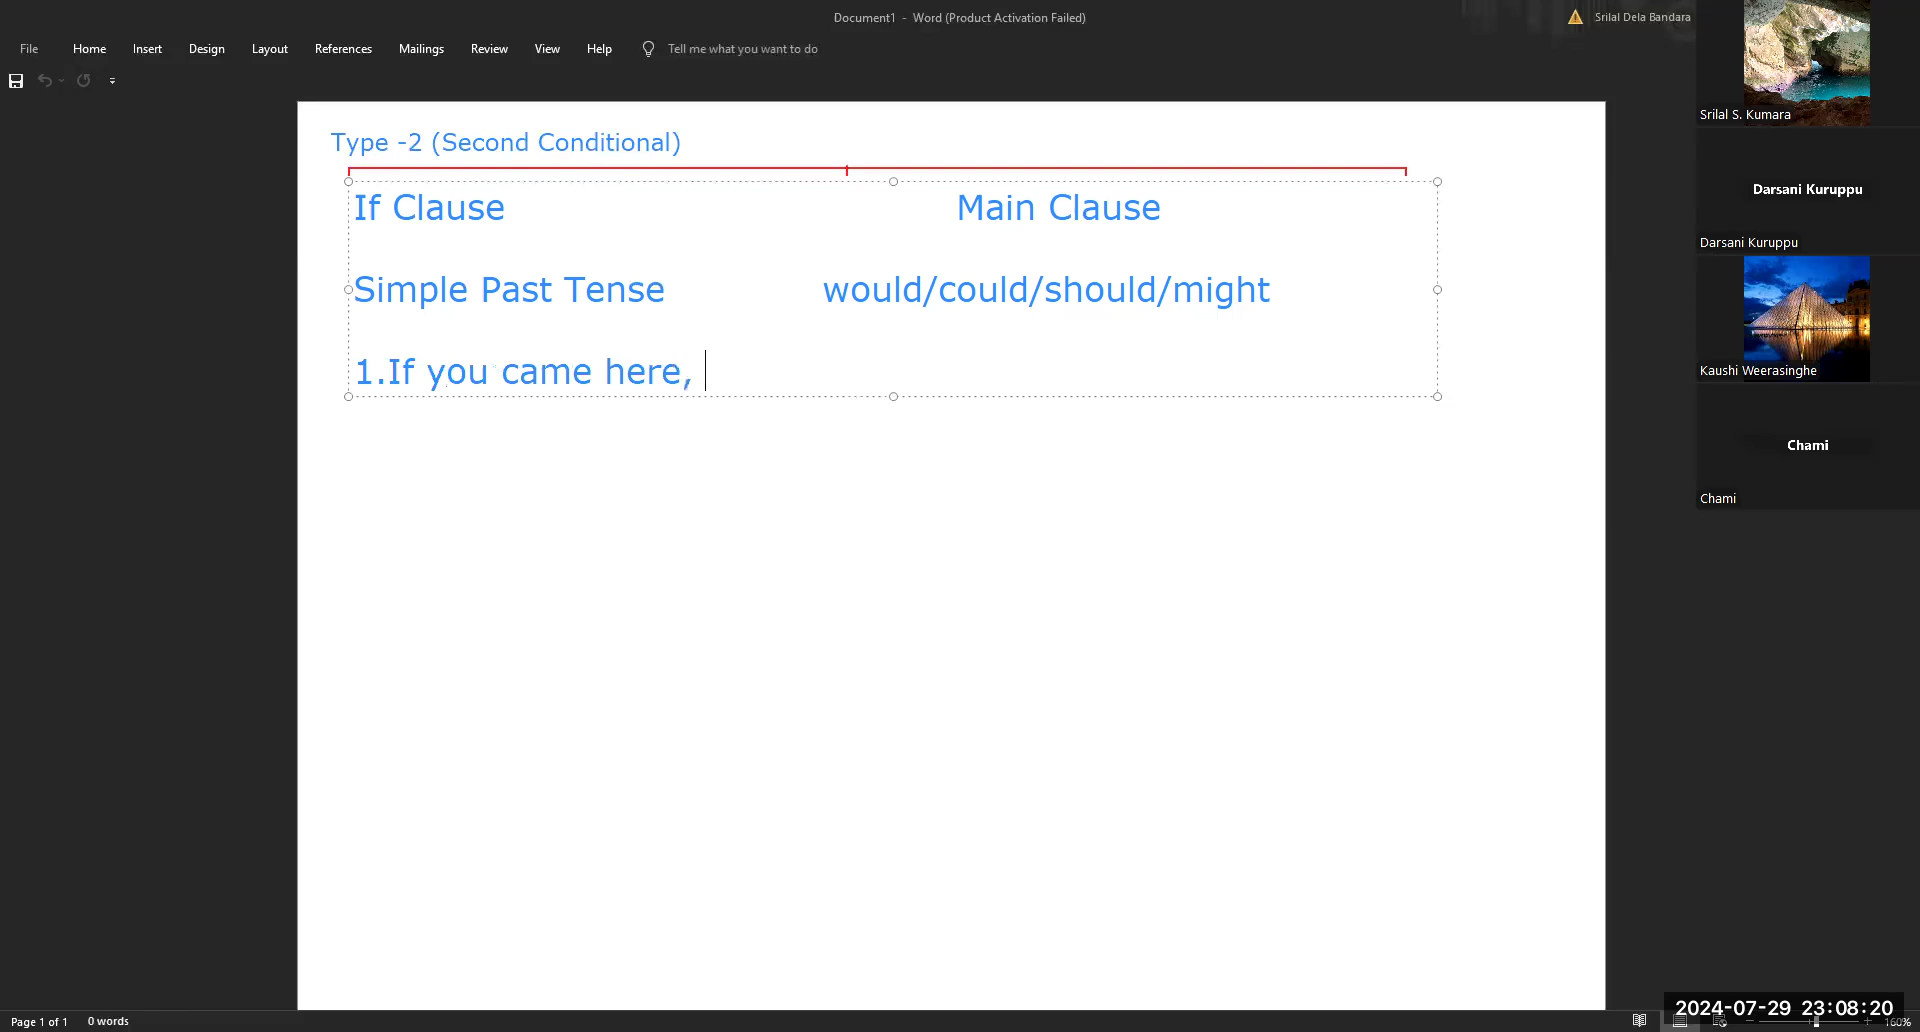 Document1 - Word (Product Activation Failed)
Srilal Dela Bandara
File Home Insert Design Layout References Mailings Review View Help Tell me what you want to do
Srilal S. Kumara
Type -2 (Second Conditional)
If Clause Main Clause
Darsani Kuruppu
Darsani Kuruppu
Simple Past Tense would/could/should/might
1.If you came here,
Kaushi Weerasinghe
Chami
Chami
2024-07-29 23:08:20
Page 1 of 1 0 words
160%